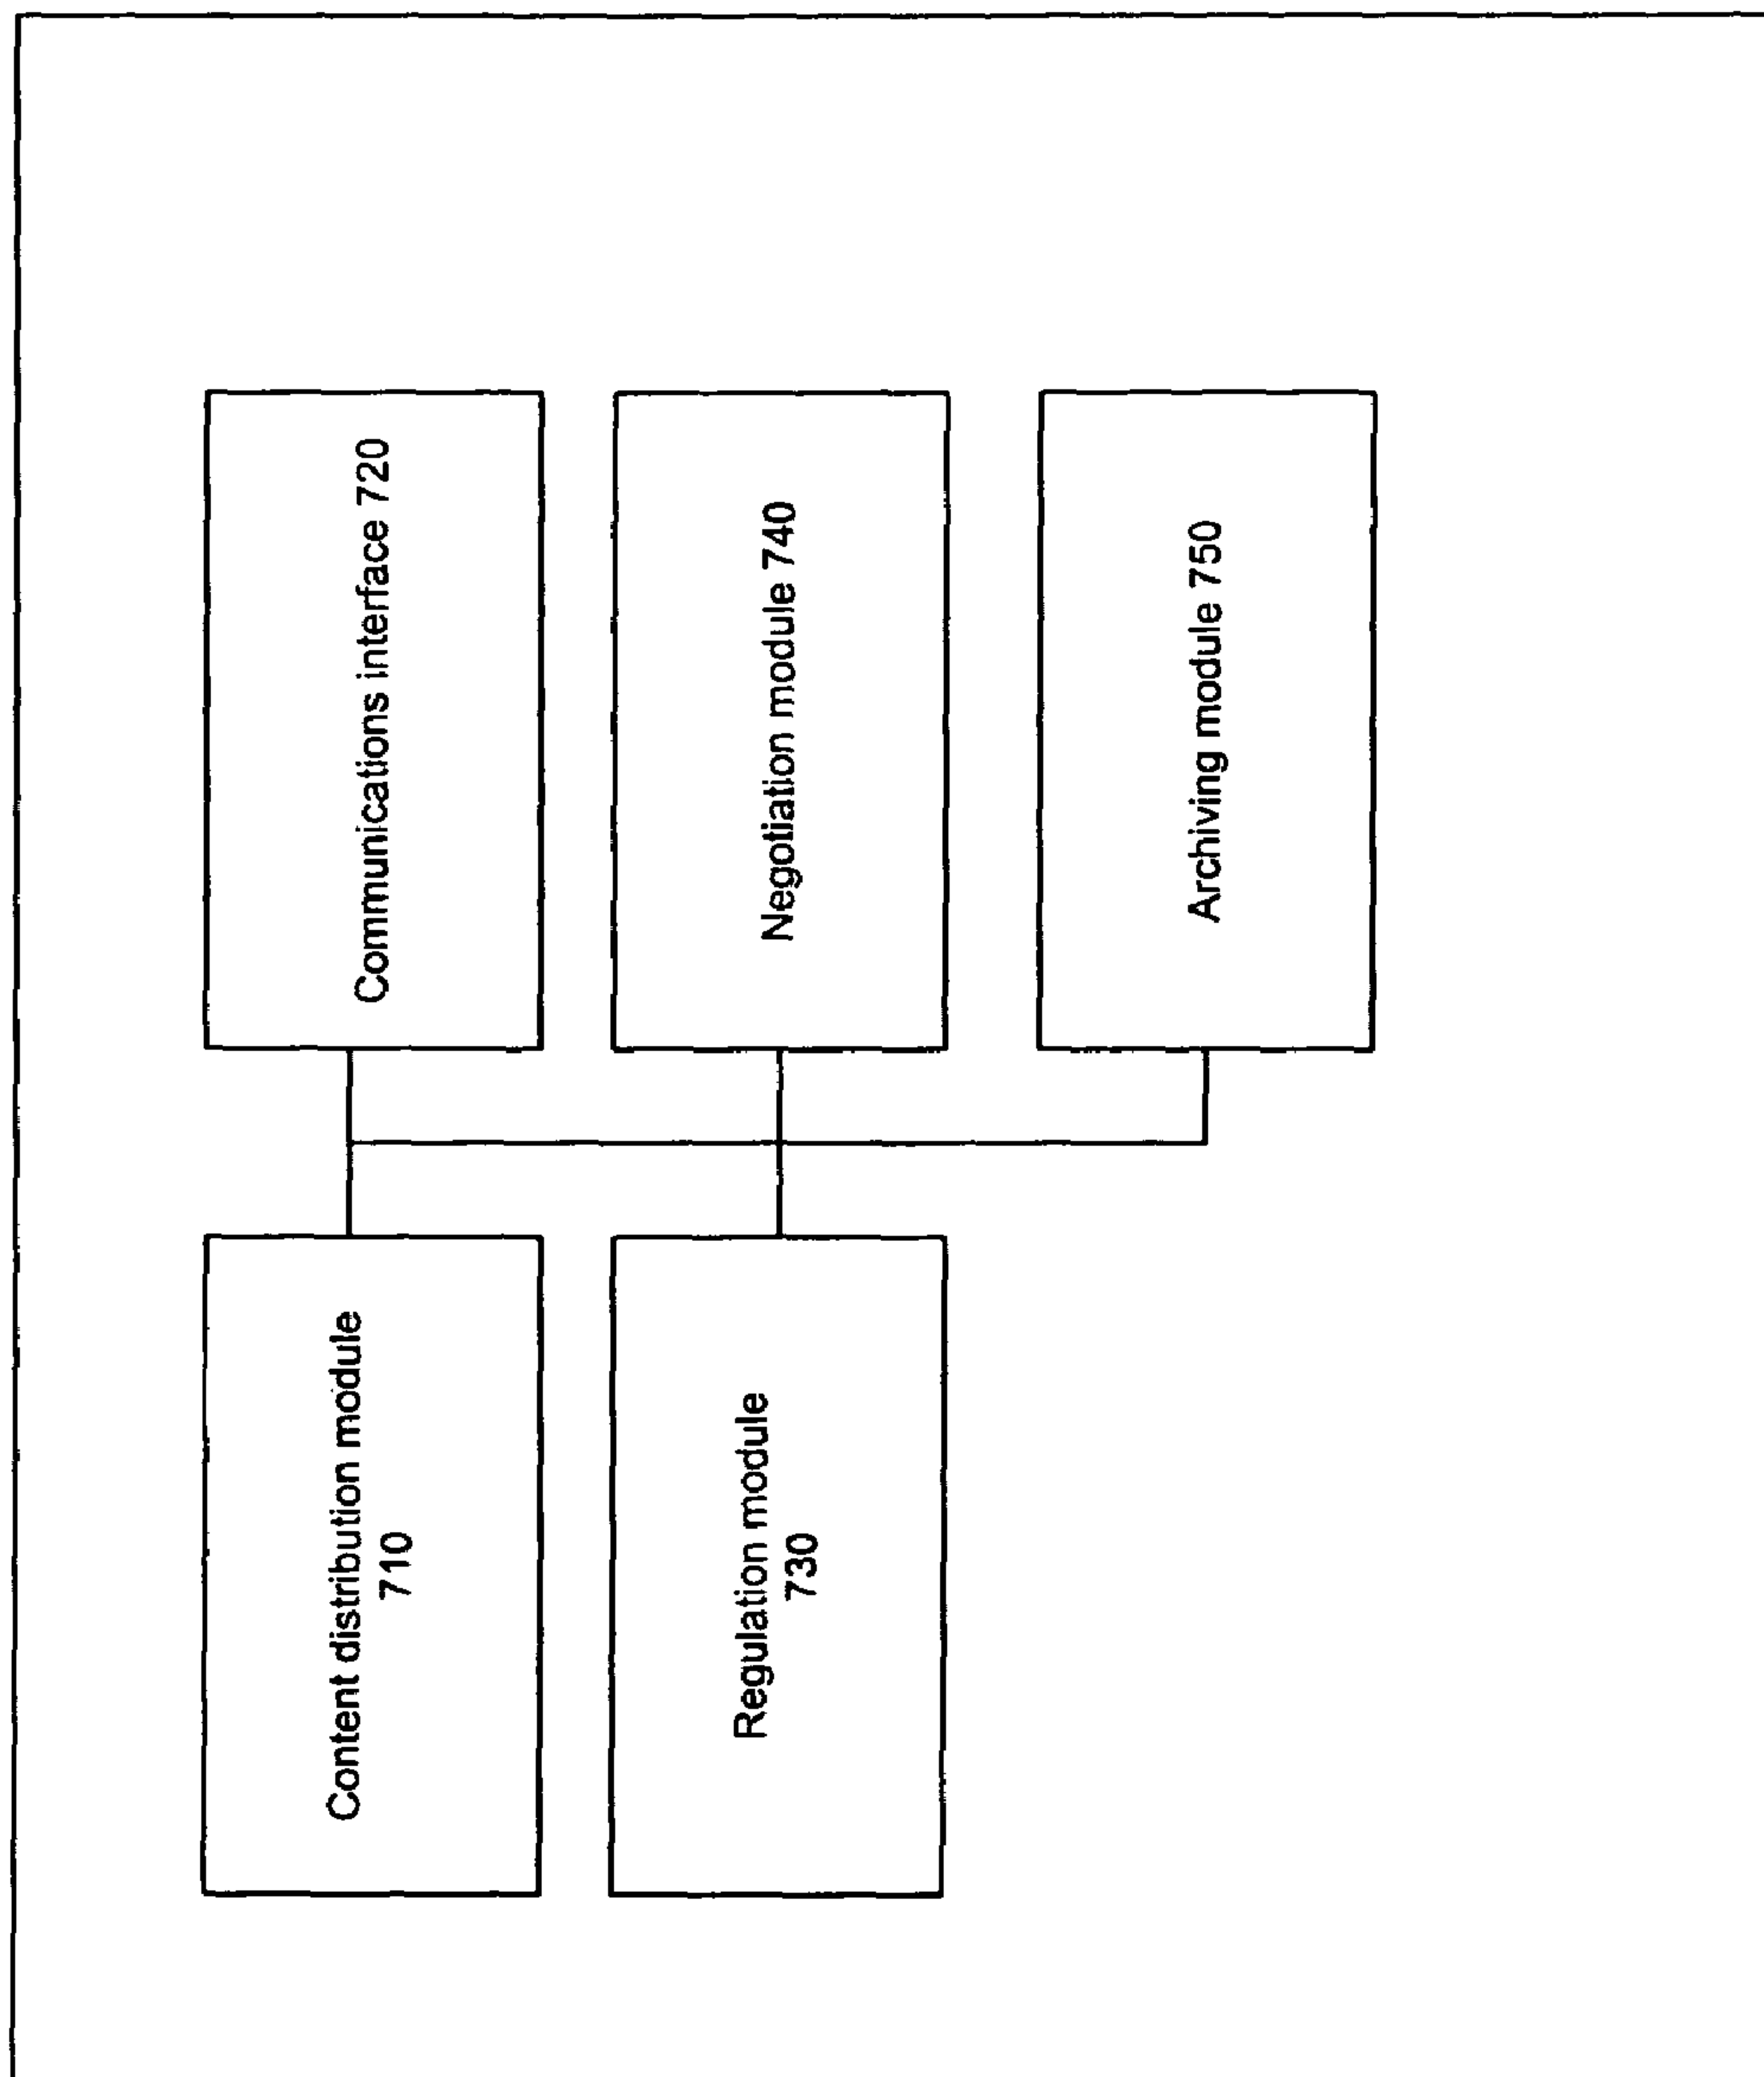 Content distribution module
710
Communications interface 720
Regulation module
730
Negotiation module 740
Archiving module 750